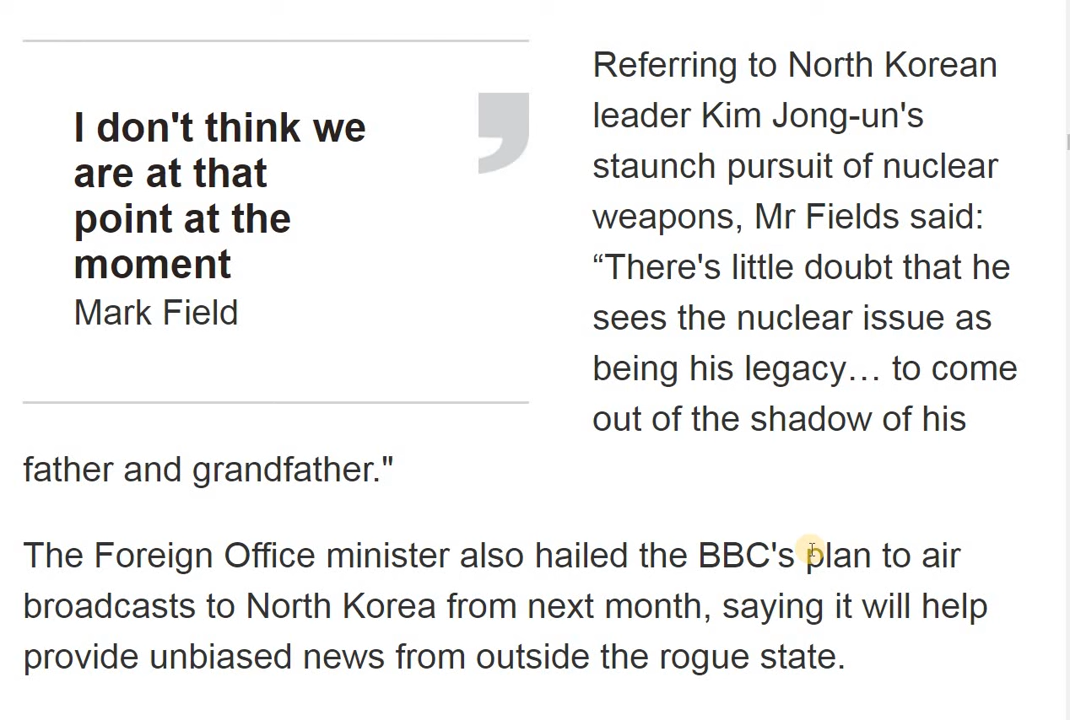 I don't think we
are at that
point at the
moment
Mark Field
Referring to North Korean
leader Kim Jong-un's
staunch pursuit of nuclear
weapons, Mr Fields said:
“There's little doubt that he
sees the nuclear issue as
being his legacy… to come
out of the shadow of his
father and grandfather."
The Foreign Office minister also hailed the BBC's plan to air
broadcasts to North Korea from next month, saying it will help
provide unbiased news from outside the rogue state.